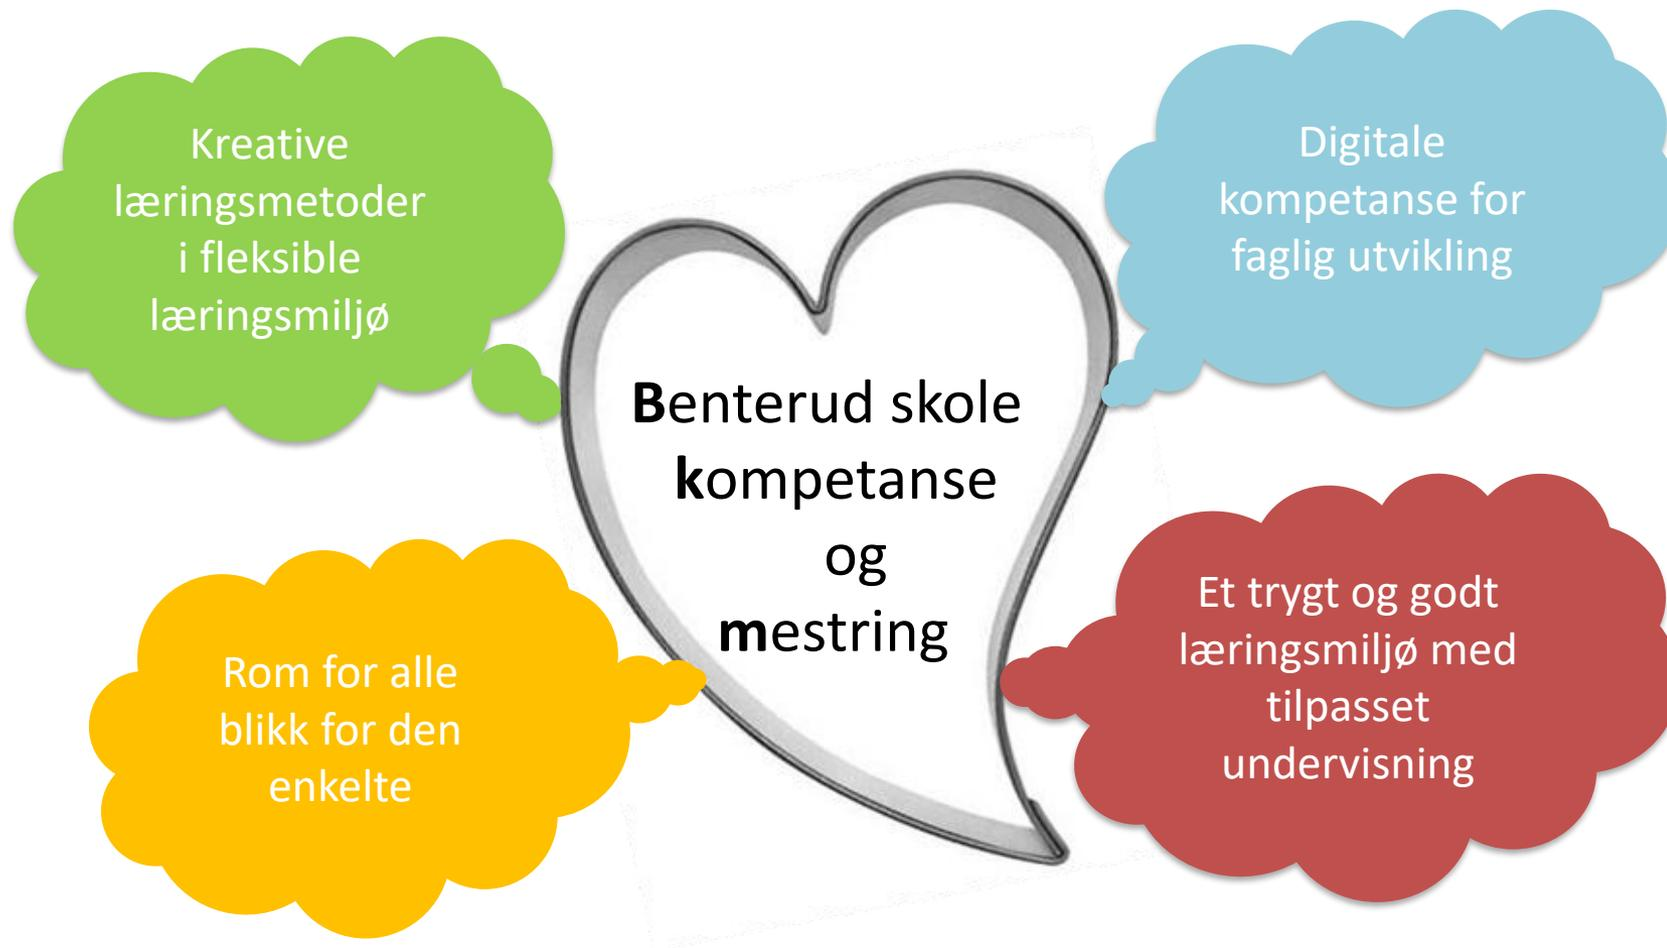 Kreative
læringsmetoder
i fleksible
læringsmiljø
Digitale
kompetanse for
faglig utvikling
Benterud skole
kompetanse
og
mestring
Rom for alle
blikk for den
enkelte
Et trygt og godt
læringsmiljø med
tilpasset
undervisning